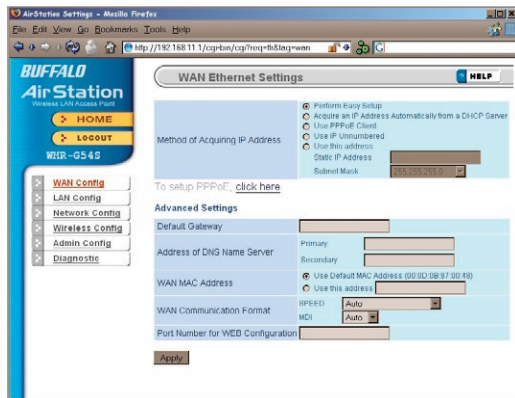 AirStation Settings - Mozilla Firefox
File Edit View Go Bookmarks Tools Help
http://192.168.11.1/cgi-bin/cgi?req=tfr&tag=wan
BUFFALO
AirStation
Wireless LAN Access Point
HOME
LOGOUT
WHR-G54S
WAN Config
LAN Config
Network Config
Wireless Config
Admin Config
Diagnostic
WAN Ethernet Settings
HELP
Method of Acquiring IP Address
Perform Easy Setup
Acquire an IP Address Automatically from a DHCP Server
Use PPPoE Client
Use IP Unnumbered
Use this address
Static IP Address
Subnet Mask 255.255.255.0
To setup PPPoE, click here
Advanced Settings
Default Gateway
Address of DNS Name Server
Primary
Secondary
WAN MAC Address
Use Default MAC Address (00:0D:0B:87:00:48)
Use this address
WAN Communication Format
SPEED Auto
MDI Auto
Port Number for WEB Configuration
Apply